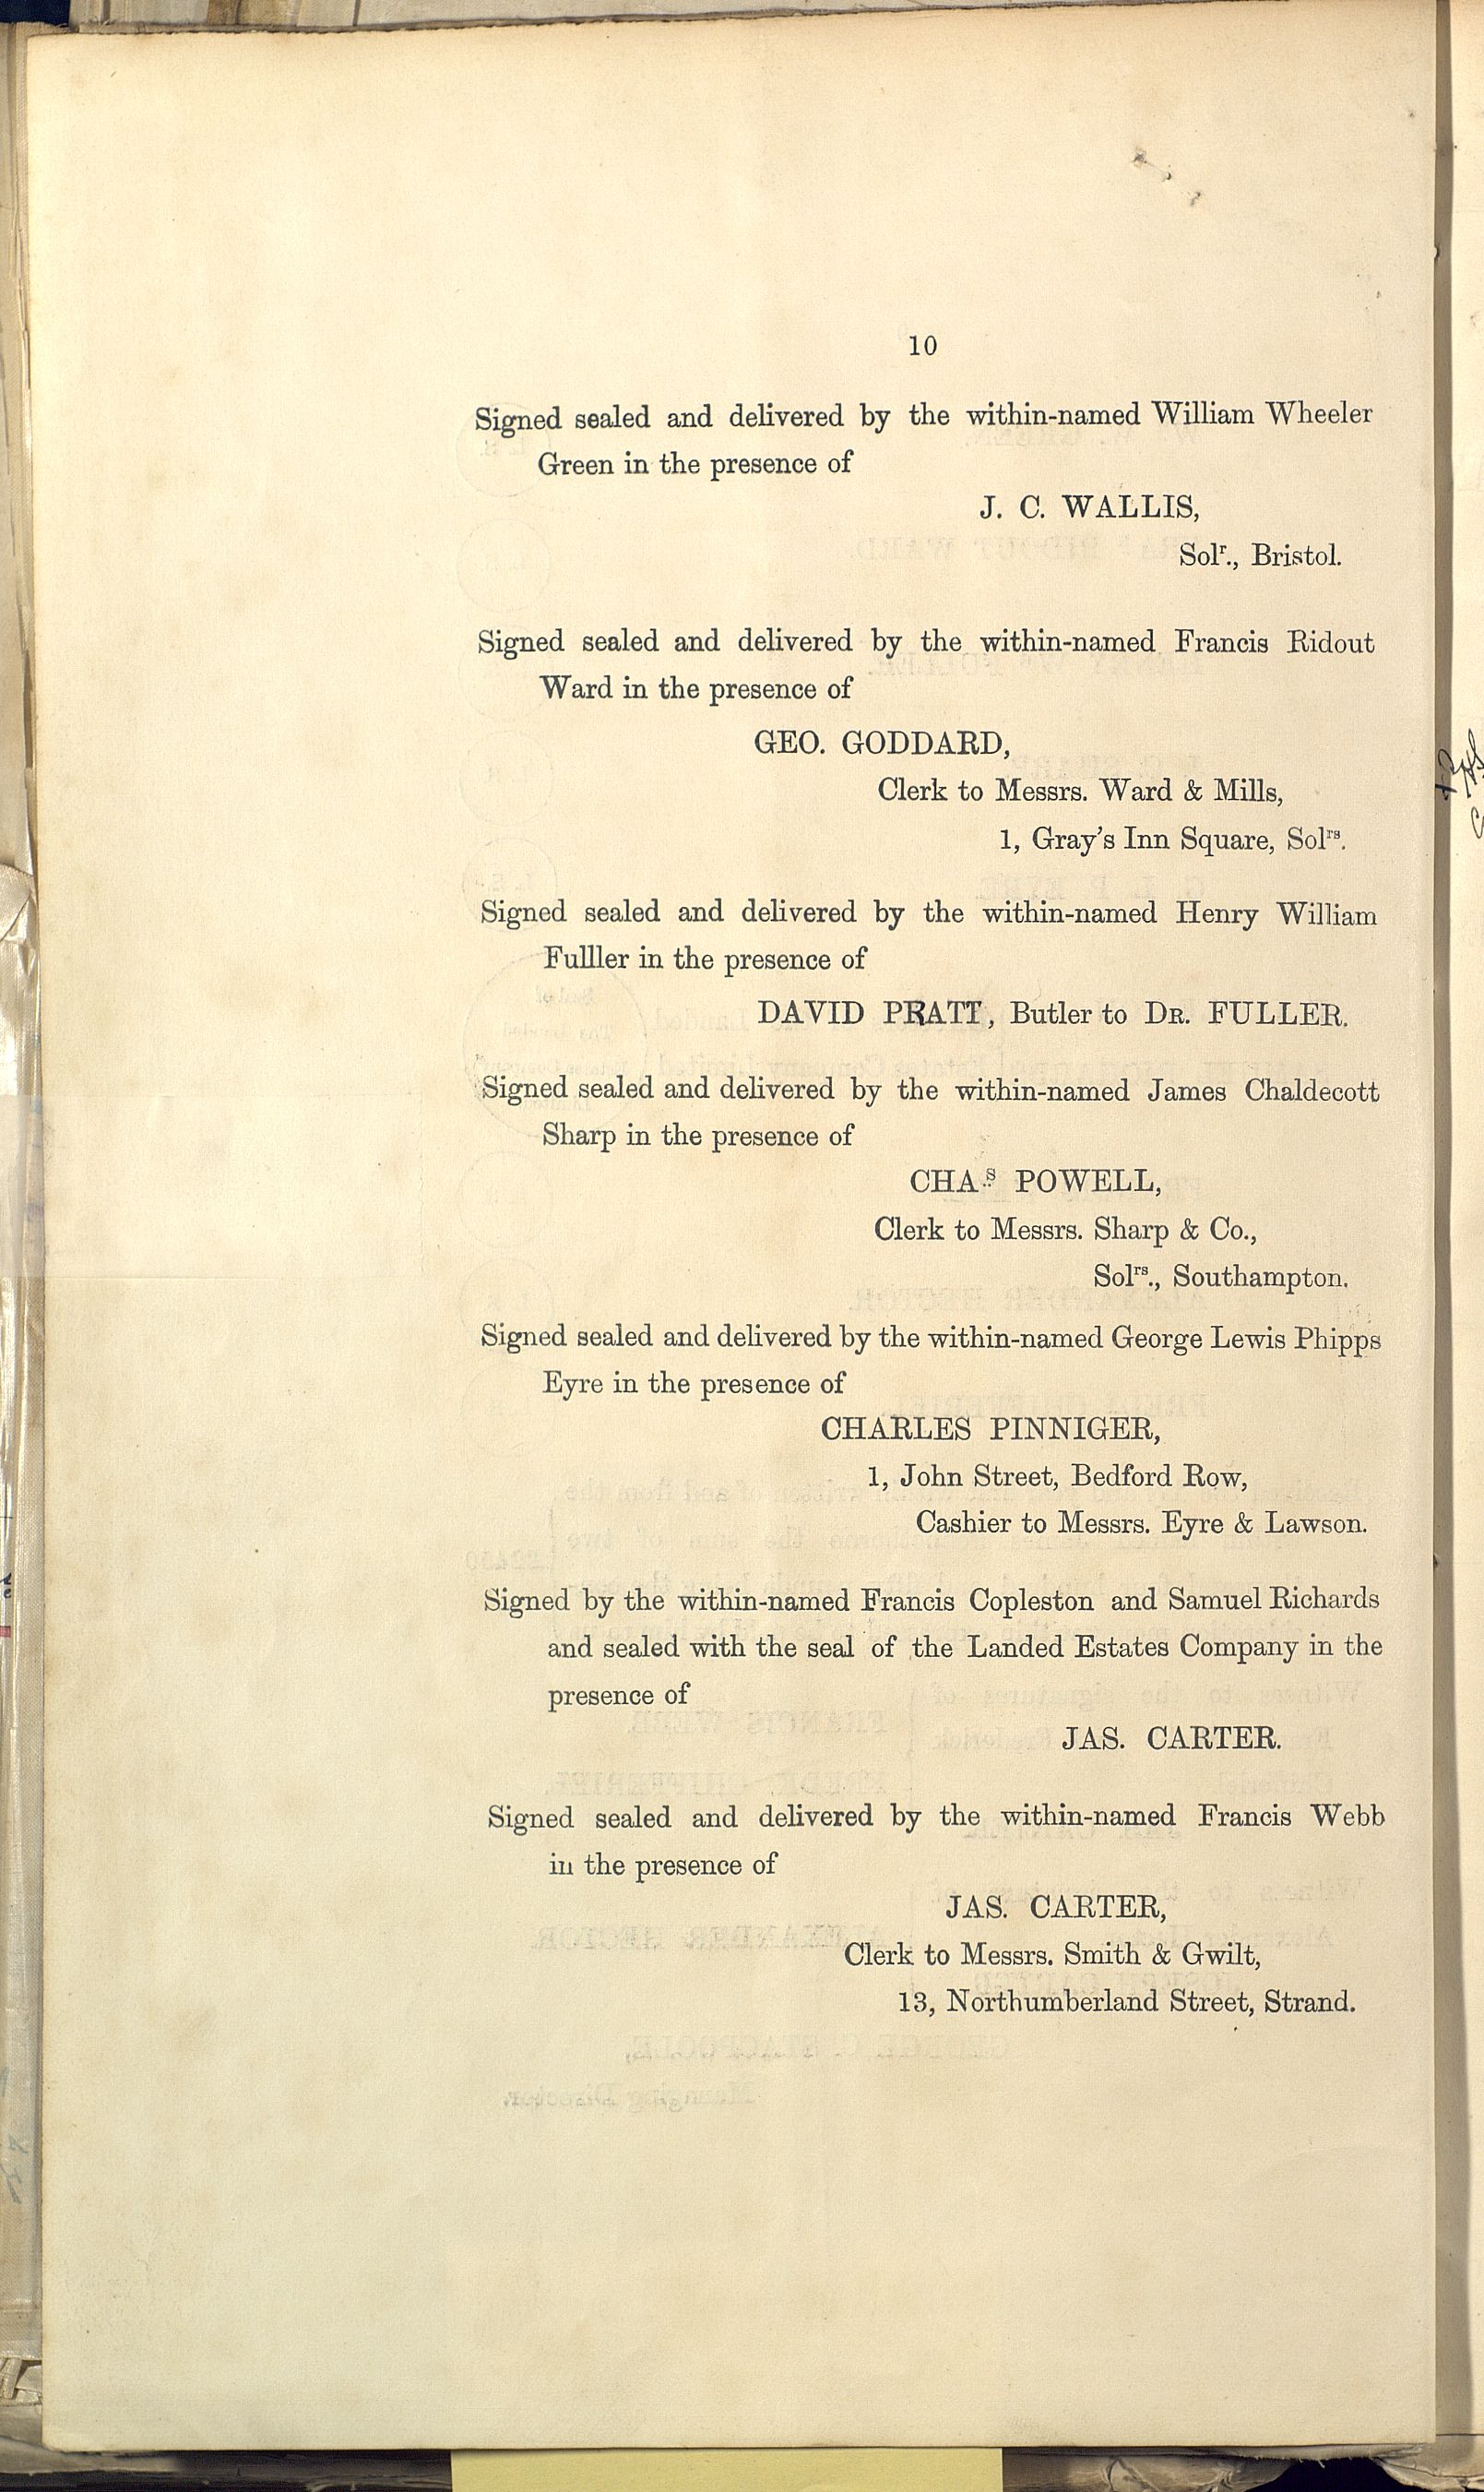 10
Signed sealed and delivered by the within-named William Wheeler
Green in the presence of
J. C. WALLIS,
Solr., Bristol.
Signed sealed and delivered by the within-named Francis Ridout
Ward in the presence of
GEO. GODDARD,
Clerk to Messrs. Ward & Mills,
1, Gray's Inn Square, Solrs.
Signed sealed and delivered by the within-named Henry William
Fulller in the presence of
DAVID PRATT, Butler to DR. FULLER.
Signed sealed and delivered by the within-named James Chaldecott
Sharp in the presence of
CHA.S POWELL,
Clerk to Messrs. Sharp & Co.,
Solrs., Southampton.
Signed sealed and delivered by the within-named George Lewis Phipps
Eyre in the presence of
CHARLES PINNIGER,
1, John Street, Bedford Row,
Cashier to Messrs. Eyre & Lawson.
Signed by the within-named Francis Copleston and Samuel Richards
and sealed with the seal of the Landed Estates Company in the
presence of
JAS. CARTER.
Signed sealed and delivered by the within-named Francis Webb
in the presence of
JAS. CARTER,
Clerk to Messrs. Smith & Gwilt,
13, Northumberland Street, Strand.